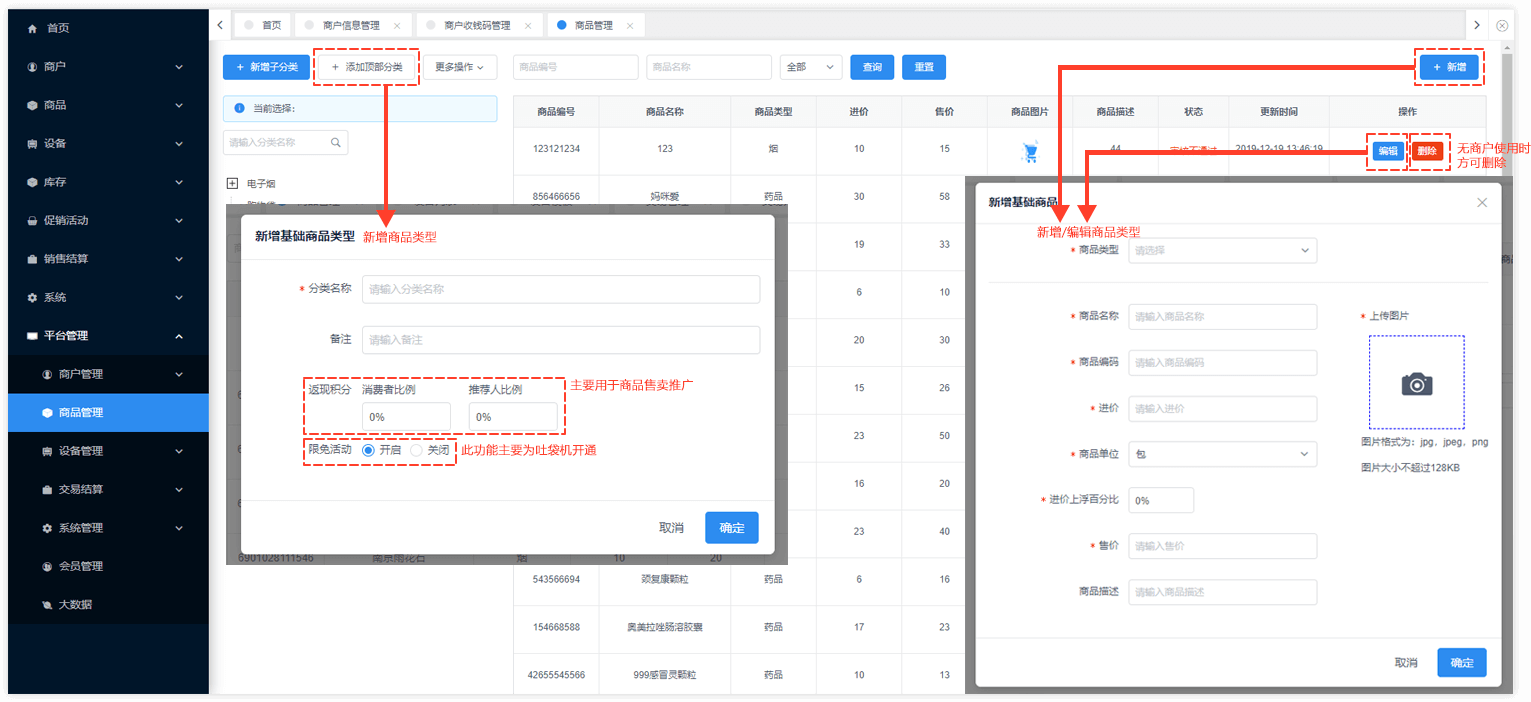 首页
商户
商品
设备
库存
促销活动
销售结算
系统
平台管理
商户管理
商品管理
设备管理
交易结算
系统管理
会员管理
大数据
首页 商户信息管理 商户收钱码管理 商品管理
+ 新增子分类 + 添加顶部分类 更多操作 商品编号 商品名称 全部 查询 重置 + 新增
当前选择:
请输入分类名称
电子烟
商品编号 商品名称 商品类型 进价 售价 商品图片 商品描述 状态 更新时间 操作
123121234 123 烟 10 15 44 2019-12-19 13:46:19 编辑 删除
无商户使用时
方可删除
856466656 妈咪爱 药品 30 58
19 33
6 10
20 30
15 26
23 50
16 20
23 40
6901028111546 南京雨花石 烟 10 20
543566694 颈复康颗粒 药品 6 16
154668588 奥美拉唑肠溶胶囊 药品 17 23
42655545566 999感冒灵颗粒 药品 10 13
新增基础商品类型 新增商品类型
* 分类名称 请输入分类名称
备注 请输入备注
返现积分 消费者比例 推荐人比例 主要用于商品售卖推广
0% 0%
限免活动 开启 关闭 此功能主要为吐袋机开通
取消 确定
新增基础商品
新增/编辑商品类型
* 商品类型 请选择
* 商品名称 请输入商品名称
* 商品编码 请输入商品编码
* 进价 请输入进价
* 商品单位 包
* 进价上浮百分比 0%
* 售价 请输入售价
商品描述 请输入商品描述
* 上传图片
图片格式为：jpg，jpeg，png
图片大小不超过128KB
取消 确定